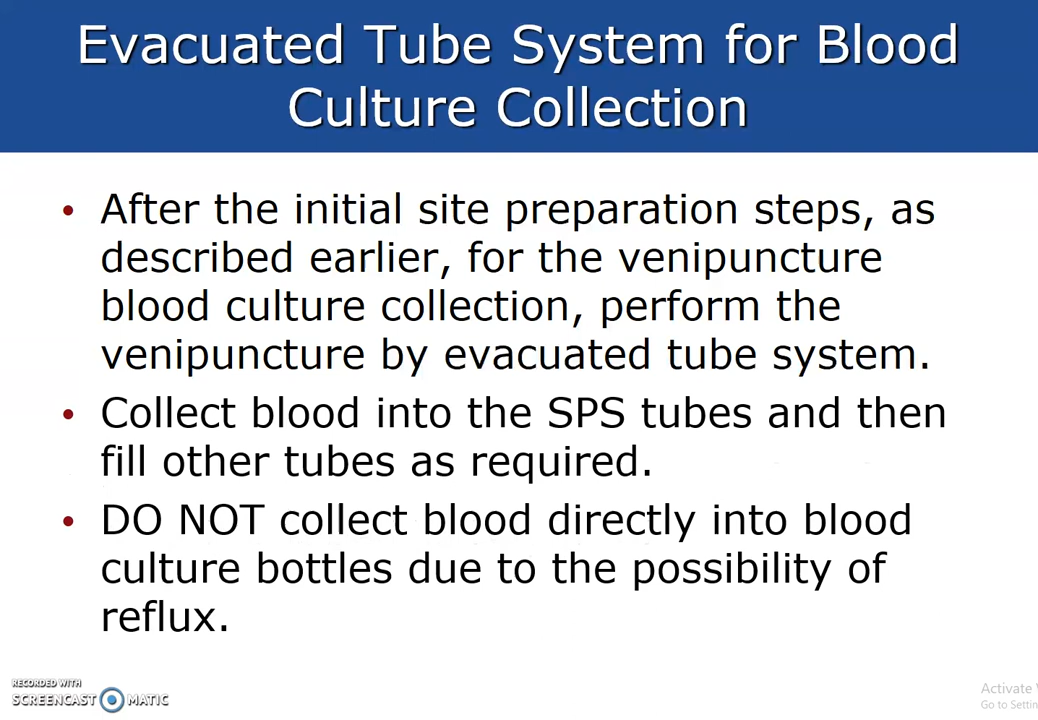 Evacuated Tube System for Blood
Culture Collection
• After the initial site preparation steps, as
described earlier, for the venipuncture
blood culture collection, perform the
venipuncture by evacuated tube system.
• Collect blood into the SPS tubes and then
fill other tubes as required.
• DO NOT collect blood directly into blood
culture bottles due to the possibility of
reflux.
RECORDED WITH
SCREENCAST MATIC
Activate
Go to Settin